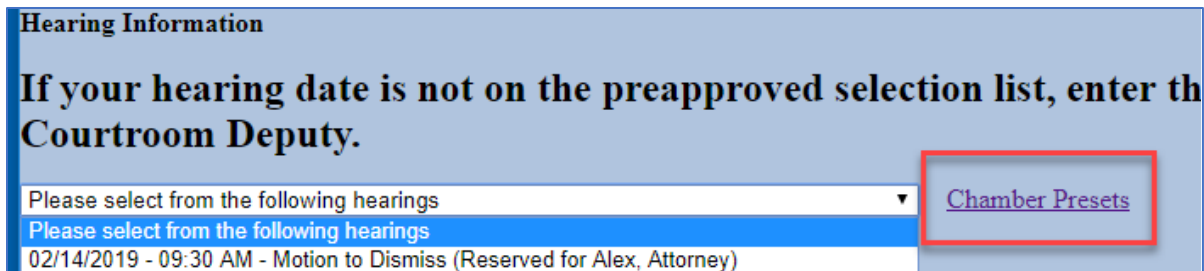 Hearing Information
If your hearing date is not on the preapproved selection list, enter th
Courtroom Deputy.
Please select from the following hearings
Chamber Presets
Please select from the following hearings
02/14/2019 - 09:30 AM - Motion to Dismiss (Reserved for Alex, Attorney)